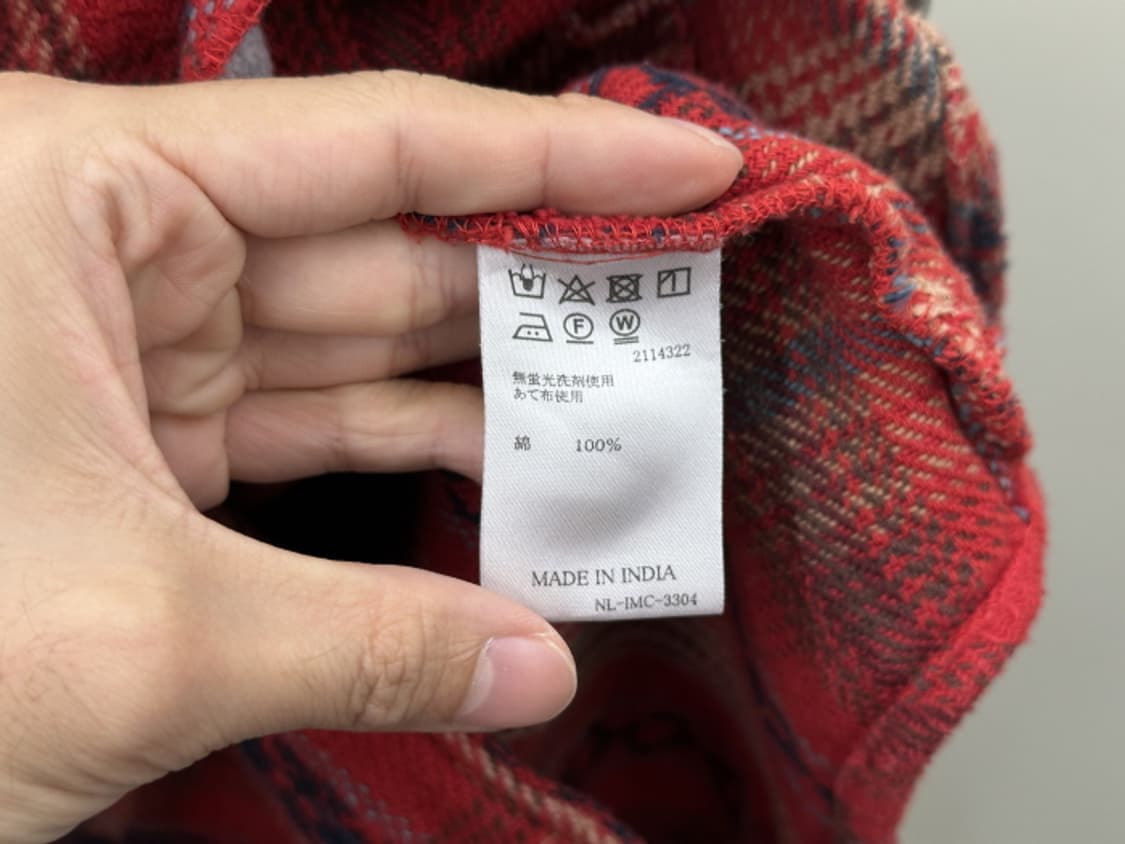 F W
2114322
無蛍光洗剤使用
あて布使用
綿 100%
MADE IN INDIA
NL-IMC-3304